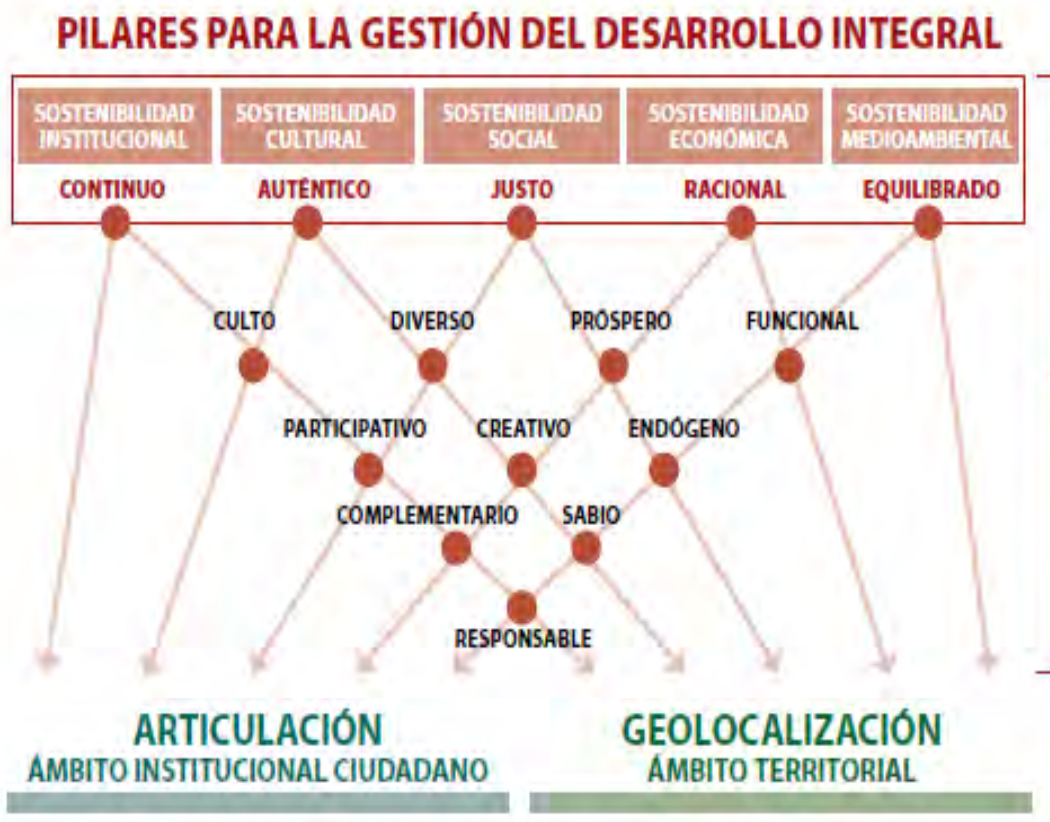 PILARES PARA LA GESTIÓN DEL DESARROLLO INTEGRAL
SOSTENIBILIDAD INSTITUCIONAL
SOSTENIBILIDAD CULTURAL
SOSTENIBILIDAD SOCIAL
SOSTENIBILIDAD ECONÓMICA
SOSTENIBILIDAD MEDIOAMBIENTAL
CONTINUO
AUTÉNTICO
JUSTO
RACIONAL
EQUILIBRADO
CULTO
DIVERSO
PRÓSPERO
FUNCIONAL
PARTICIPATIVO
CREATIVO
ENDÓGENO
COMPLEMENTARIO
SABIO
RESPONSABLE
ARTICULACIÓN
ÁMBITO INSTITUCIONAL CIUDADANO
GEOLOCALIZACIÓN
ÁMBITO TERRITORIAL